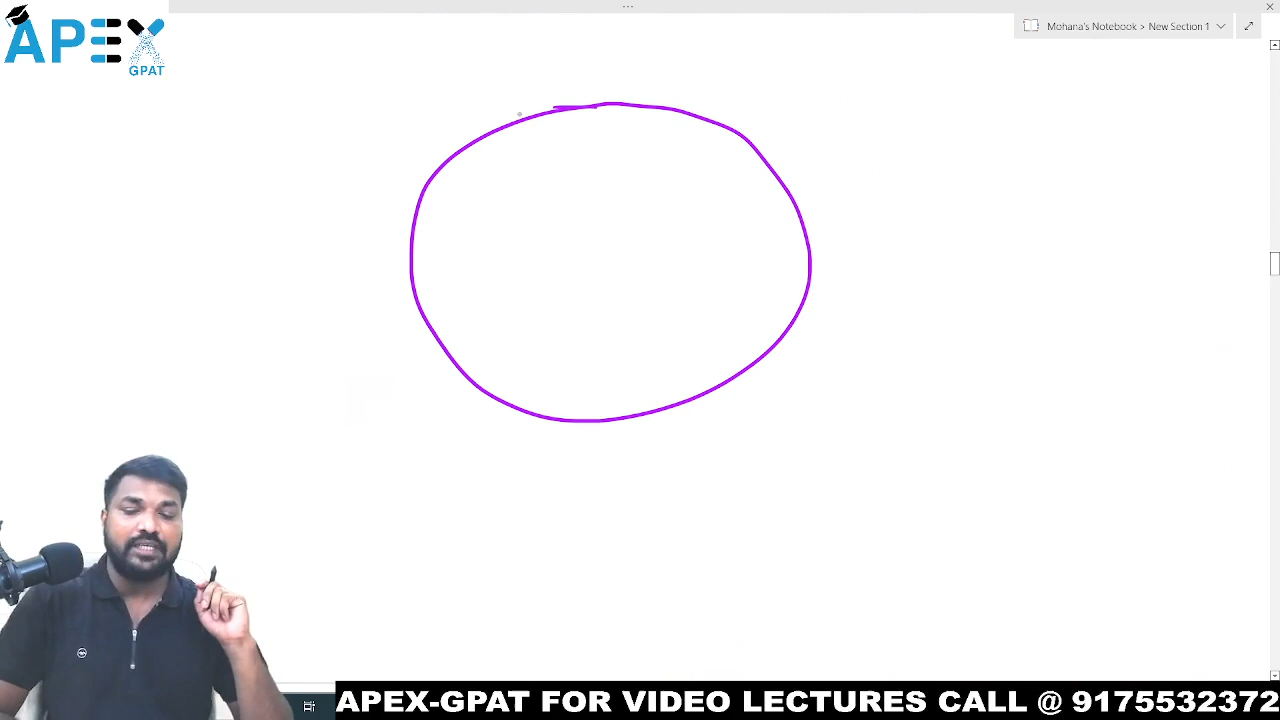 APEX
GPAT
Mohana's Notebook > New Section 1
APEX-GPAT FOR VIDEO LECTURES CALL @ 9175532372